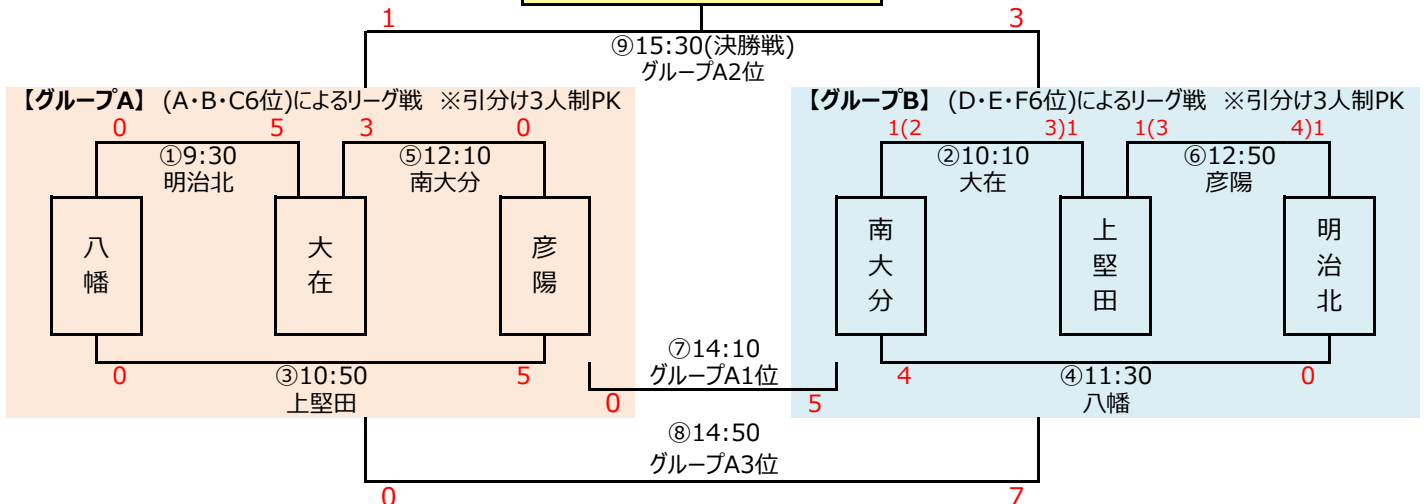 1 3
⑨15:30(決勝戦)
グループA2位
【グループA】 (A・B・C6位)によるリーグ戦 ※引分け3人制PK
0 5 3 0
①9:30 ⑤12:10
明治北 南大分
八幡 大在 彦陽
0 ③10:50 5
上堅田
【グループB】 (D・E・F6位)によるリーグ戦 ※引分け3人制PK
1(2 3)1 1(3 4)1
②10:10 ⑥12:50
大在 彦陽
南大分 上堅田 明治北
4 ④11:30 0
八幡
⑦14:10
グループA1位
0 5
⑧14:50
グループA3位
0 7